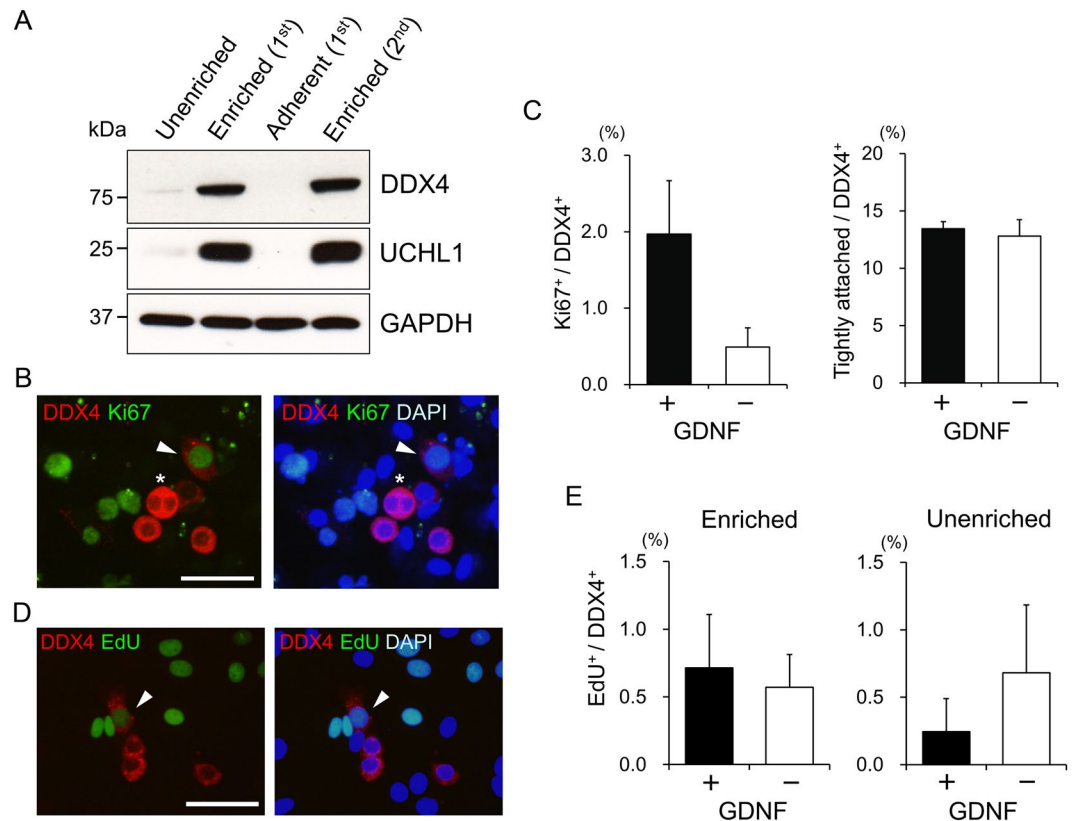 A
Unenriched
Enriched (1st)
Adherent (1st)
Enriched (2nd)
kDa
75
DDX4
25
UCHL1
37
GAPDH
B
DDX4 Ki67
*
DDX4 Ki67 DAPI
*
C
(%)
Ki67+ / DDX4+
3.0
2.0
1.0
0.0
+ −
GDNF
(%)
Tightly attached / DDX4+
20
15
10
5
0
+ −
GDNF
D
DDX4 EdU
DDX4 EdU DAPI
E
Enriched
(%)
EdU+ / DDX4+
1.5
1.0
0.5
0.0
+ −
GDNF
Unenriched
(%)
1.5
1.0
0.5
0.0
+ −
GDNF